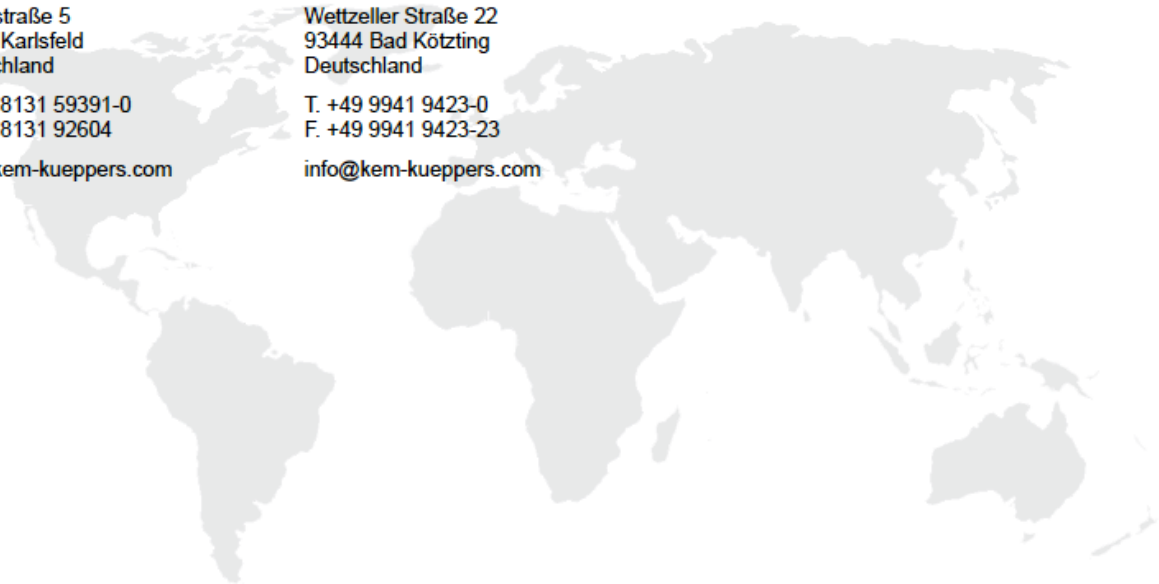 straße 5
Karlsfeld
chland
8131 59391-0
8131 92604
kem-kueppers.com
Wettzeller Straße 22
93444 Bad Kötzting
Deutschland
T. +49 9941 9423-0
F. +49 9941 9423-23
info@kem-kueppers.com